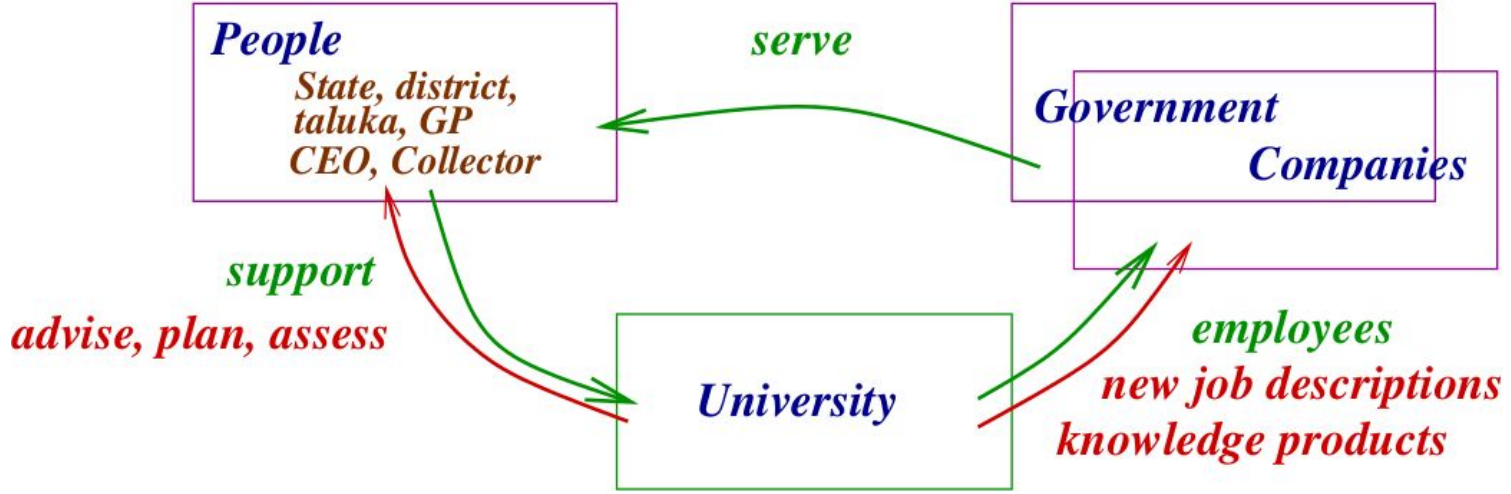 People
State, district,
taluka, GP
CEO, Collector
serve
Government
Companies
support
advise, plan, assess
University
employees
new job descriptions
knowledge products